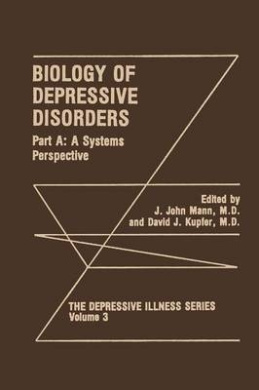 BIOLOGY OF
DEPRESSIVE
DISORDERS
Part A: A Systems
Perspective
Edited by
J. John Mann, M.D.
and David J. Kupfer, M.D.
THE DEPRESSIVE ILLNESS SERIES
Volume 3